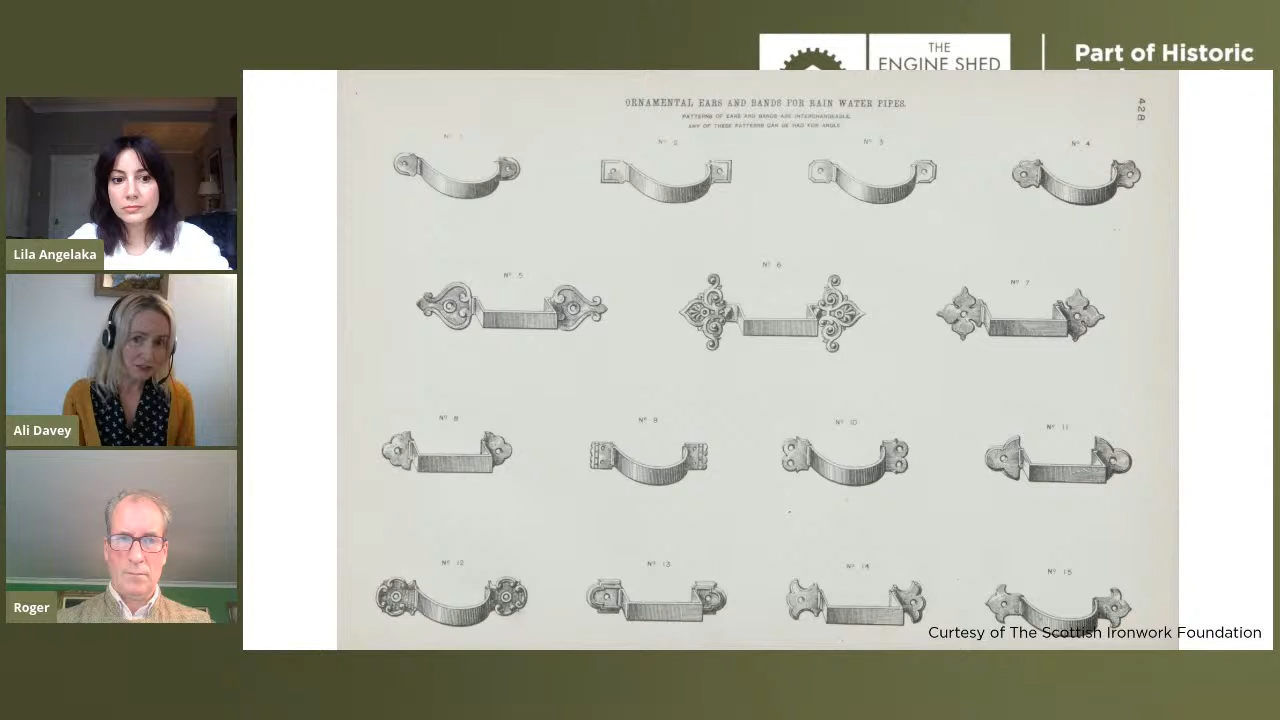 THE
ENGINE SHED
Part of Historic
ORNAMENTAL EARS AND BANDS FOR RAIN WATER PIPES.
PATTERNS OF EARS AND BANDS ARE INTERCHANGEABLE.
ANY OF THESE PATTERNS CAN BE HAD FOR ANGLE.
428
Nº 1
Nº 2
Nº 3
Nº 4
Nº 5
Nº 6
Nº 7
Nº 8
Nº 9
Nº 10
Nº 11
Nº 12
Nº 13
Nº 14
Nº 15
Curtesy of The Scottish Ironwork Foundation
Lila Angelaka
Ali Davey
Roger